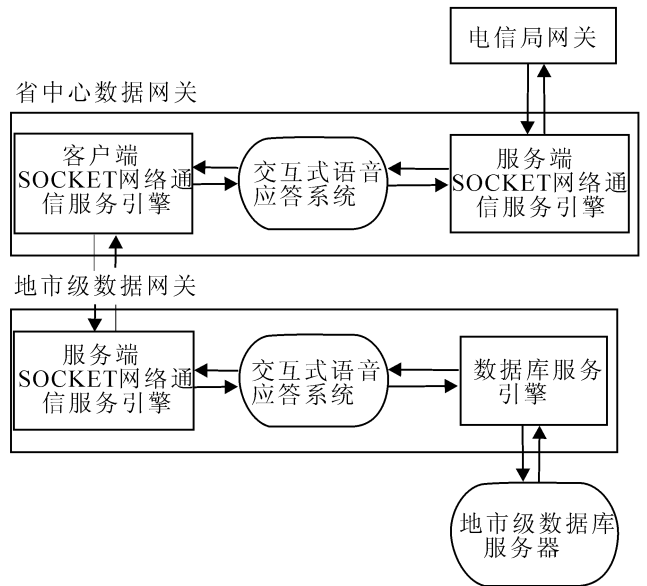 电信局网关
省中心数据网关
客户端
SOCKET网络通
信服务引擎
交互式语音
应答系统
服务端
SOCKET网络通
信服务引擎
地市级数据网关
服务端
SOCKET网络通
信服务引擎
交互式语音
应答系统
数据库服务
引擎
地市级数据库
服务器